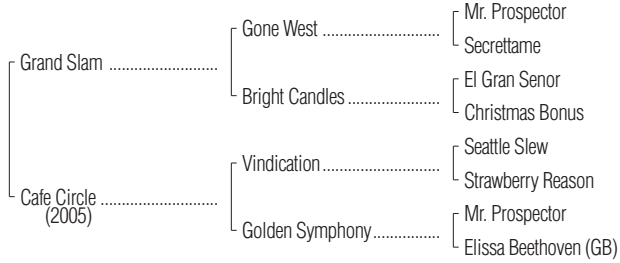 Mr. Prospector
Gone West ........................
Secrettame
Grand Slam ........................
El Gran Senor
Bright Candles ....................
Christmas Bonus
Seattle Slew
Vindication ........................
Strawberry Reason
Cafe Circle ........................
(2005)
Mr. Prospector
Golden Symphony ...............
Elissa Beethoven (GB)